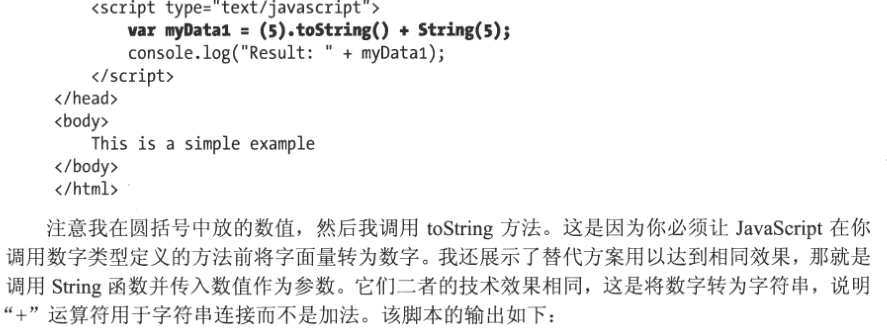 <script type="text/javascript">
var myData1 = (5).toString() + String(5);
console.log("Result: " + myData1);
</script>
</head>
<body>
This is a simple example
</body>
</html>
注意我在圆括号中放的数值，然后我调用 toString 方法。这是因为你必须让 JavaScript 在你
调用数字类型定义的方法前将字面量转为数字。我还展示了替代方案用以达到相同效果，那就是
调用 String 函数并传入数值作为参数。它们二者的技术效果相同，这是将数字转为字符串，说明
“+”运算符用于字符串连接而不是加法。该脚本的输出如下：